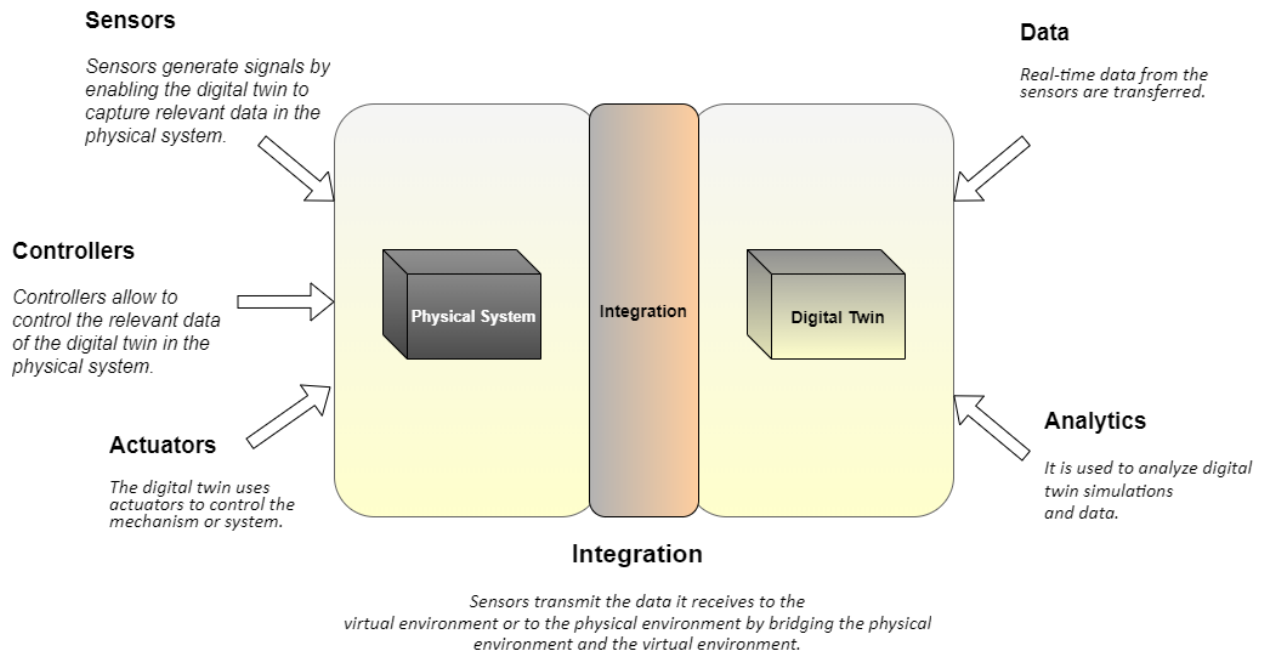 Sensors
Sensors generate signals by
enabling the digital twin to
capture relevant data in the
physical system.
Controllers
Controllers allow to
control the relevant data
of the digital twin in the
physical system.
Actuators
The digital twin uses
actuators to control the
mechanism or system.
Physical System
Integration
Digital Twin
Data
Real-time data from the
sensors are transferred.
Analytics
It is used to analyze digital
twin simulations
and data.
Integration
Sensors transmit the data it receives to the
virtual environment or to the physical environment by bridging the physical
environment and the virtual environment.